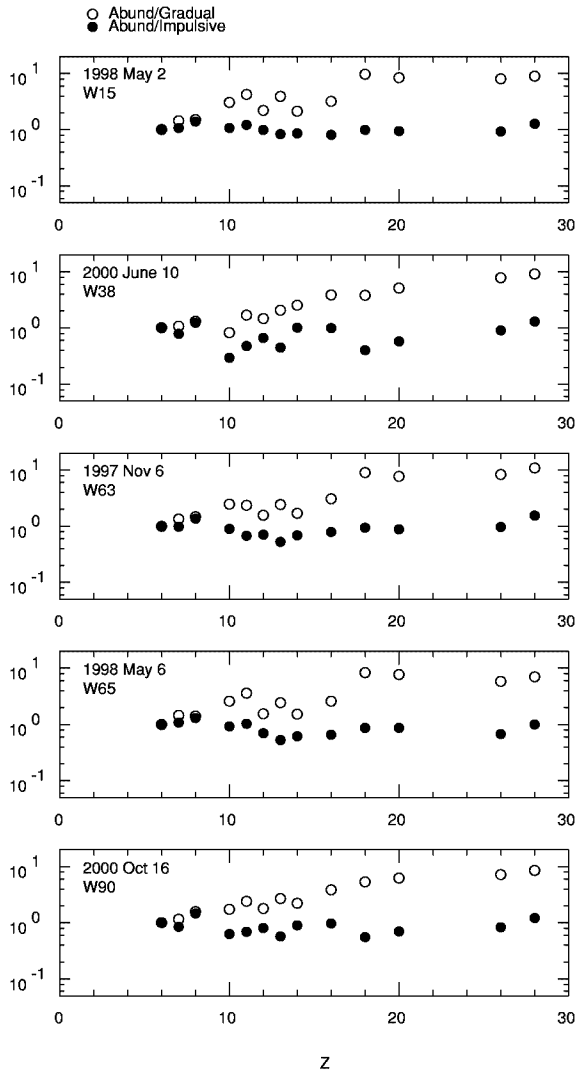 Abund/Gradual
Abund/Impulsive
1998 May 2
W15
10 1
10 0
10 -1
0 10 20 30
2000 June 10
W38
10 1
10 0
10 -1
0 10 20 30
1997 Nov 6
W63
10 1
10 0
10 -1
0 10 20 30
1998 May 6
W65
10 1
10 0
10 -1
0 10 20 30
2000 Oct 16
W90
10 1
10 0
10 -1
0 10 20 30
Z